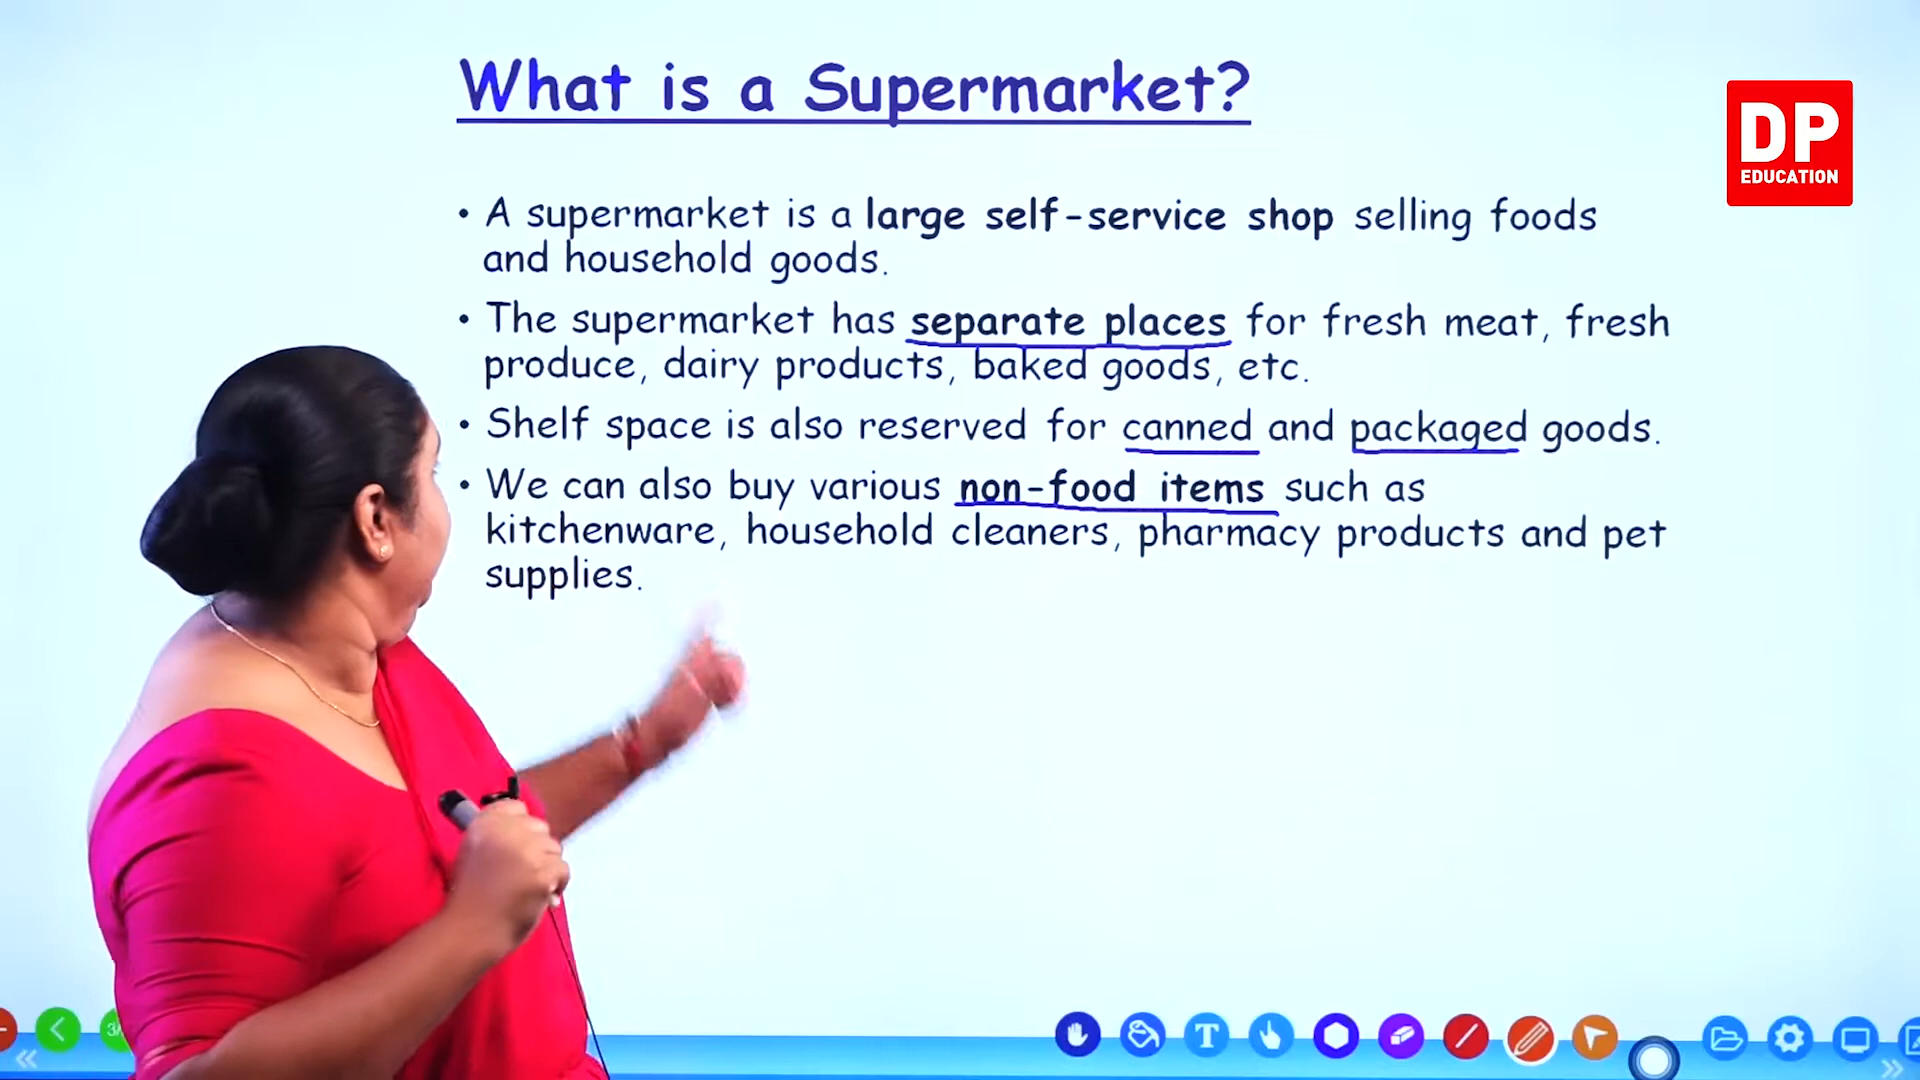 What is a Supermarket?
DP
EDUCATION
• A supermarket is a large self-service shop selling foods
and household goods.
• The supermarket has separate places for fresh meat, fresh
produce, dairy products, baked goods, etc.
• Shelf space is also reserved for canned and packaged goods.
• We can also buy various non-food items such as
kitchenware, household cleaners, pharmacy products and pet
supplies.
T